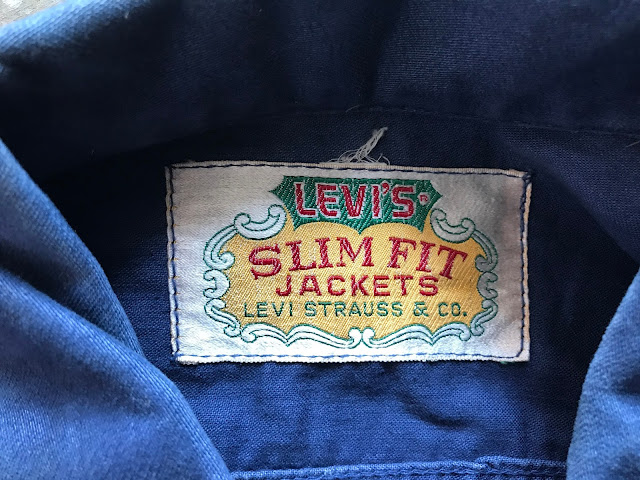 LEVI'S®
SLIM FIT
JACKETS
LEVI STRAUSS & CO.